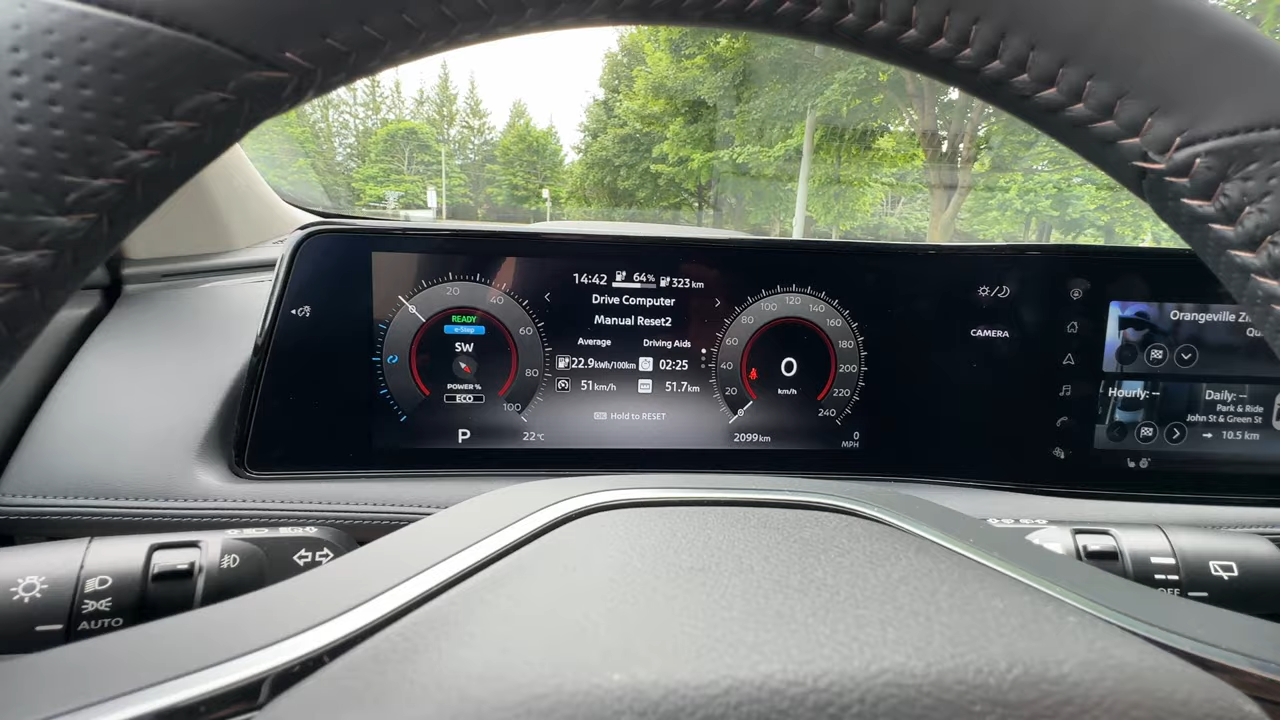 20
40
60
80
100
READY
e-Step
SW
POWER %
ECO
P
22°C
14:42
64%
323 km
Drive Computer
Manual Reset2
Average
Driving Aids
22.9kWh/100km
02:25
51km/h
51.7km
OK Hold to RESET
20
40
60
80
100
120
140
160
180
200
220
240
0
km/h
2099km
0
MPH
CAMERA
Orangeville
Hourly: --
Daily: --
Park & Ride
John St & Green St
10.5 km
AUTO